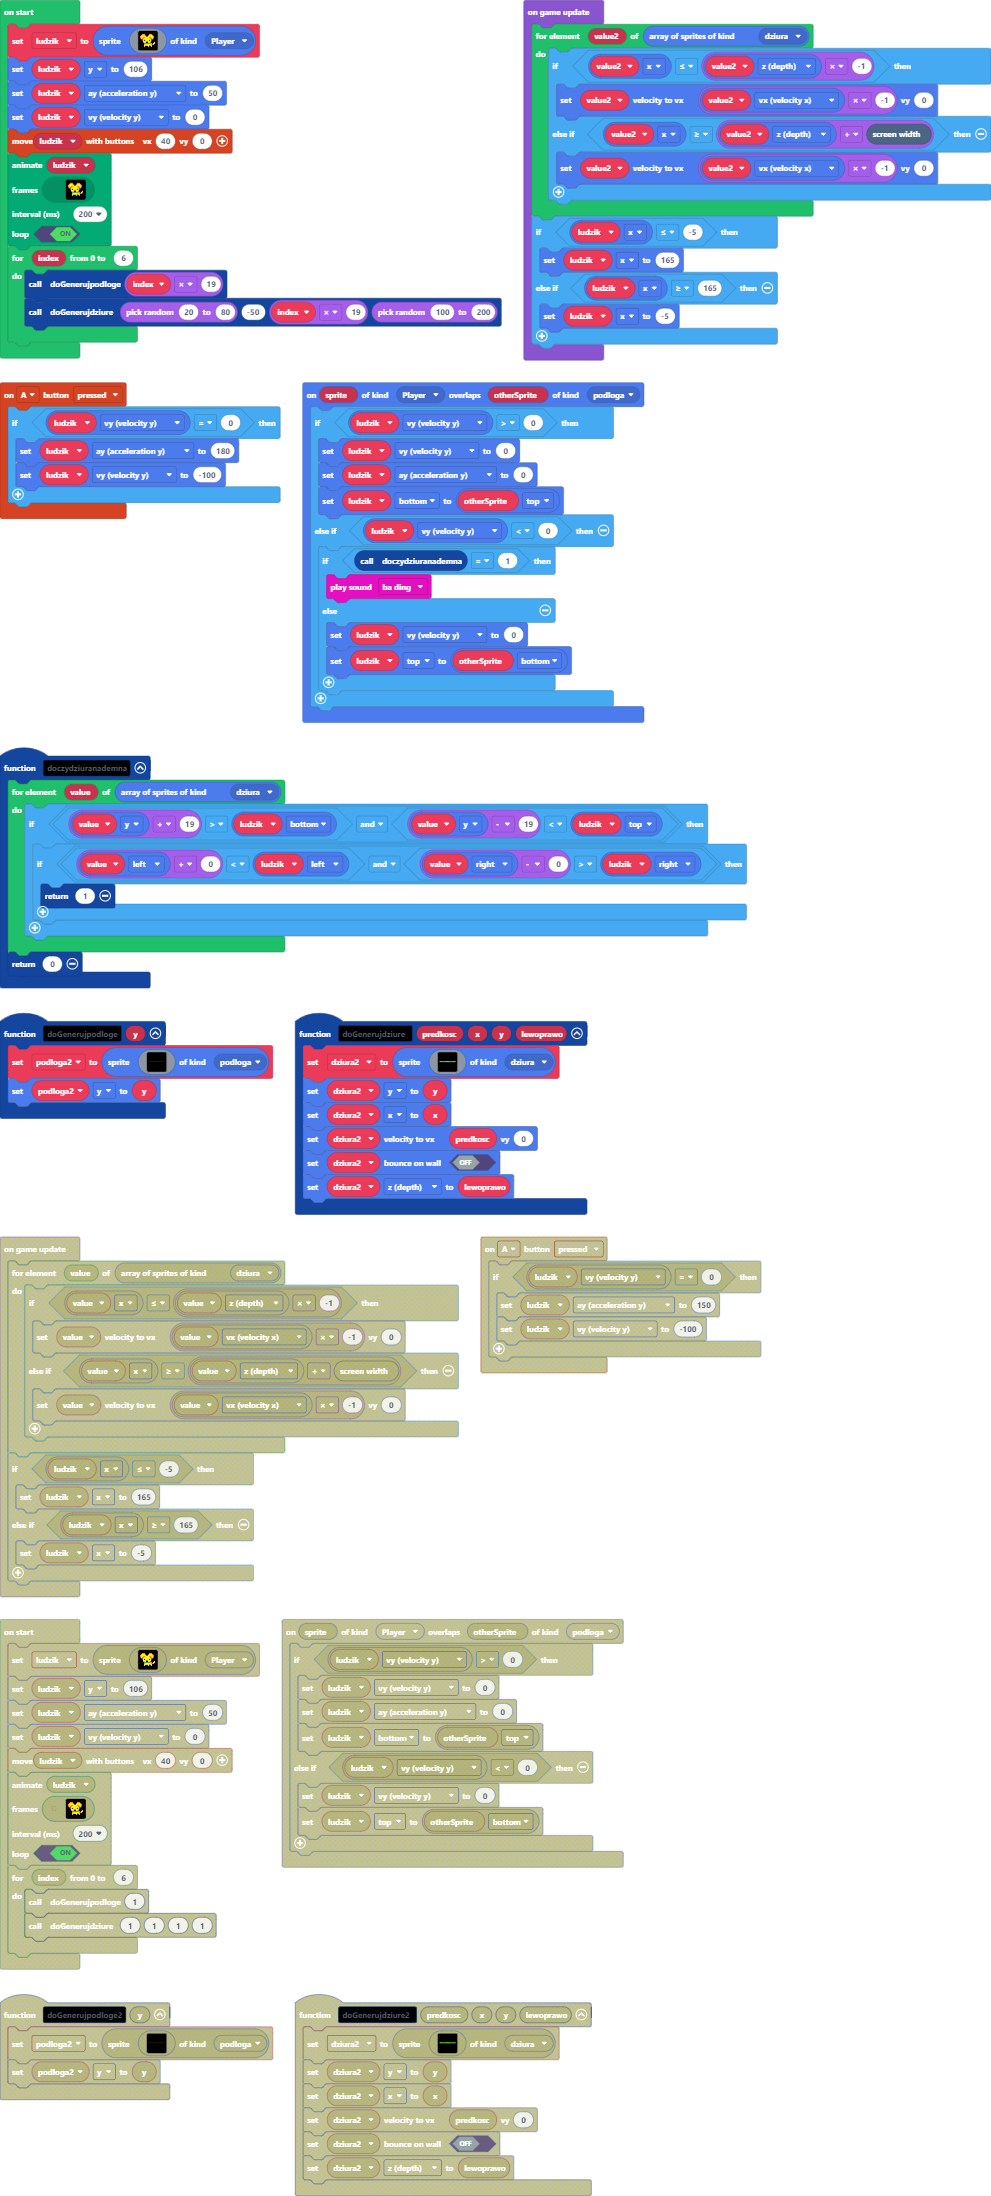 on start
set ludzik to sprite of kind Player
set ludzik y to 106
set ludzik ay (acceleration y) to 50
set ludzik vy (velocity y) to 0
move ludzik with buttons vx 40 vy 0
animate ludzik
frames
interval (ms) 200
loop ON
for index from 0 to 6
do
call doGenerujpodloge index × 19
call doGenerujdziure pick random 20 to 80 -50 index × 19 pick random 100 to 200
on game update
for element value2 of array of sprites of kind dziura
do
if value2 x ≤ value2 z (depth) × -1 then
set value2 velocity to vx value2 vx (velocity x) × -1 vy 0
else if value2 x ≥ value2 z (depth) + screen width then
set value2 velocity to vx value2 vx (velocity x) × -1 vy 0
if ludzik x ≤ -5 then
set ludzik x to 165
else if ludzik x ≥ 165 then
set ludzik x to -5
on A button pressed
if ludzik vy (velocity y) = 0 then
set ludzik ay (acceleration y) to 180
set ludzik vy (velocity y) to -100
on sprite of kind Player overlaps otherSprite of kind podloga
if ludzik vy (velocity y) > 0 then
set ludzik vy (velocity y) to 0
set ludzik ay (acceleration y) to 0
set ludzik bottom to otherSprite top
else if ludzik vy (velocity y) < 0 then
if call doczydziuranademna = 1 then
play sound ba ding
else
set ludzik vy (velocity y) to 0
set ludzik top to otherSprite bottom
function doczydziuranademna
for element value of array of sprites of kind dziura
do
if value y + 19 > ludzik bottom and value y - 19 < ludzik top then
if value left + 0 < ludzik left and value right - 0 > ludzik right then
return 1
return 0
function doGenerujpodloge y
set podloga2 to sprite of kind podloga
set podloga2 y to y
function doGenerujdziure predkosc x y lewoprawo
set dziura2 to sprite of kind dziura
set dziura2 y to y
set dziura2 x to x
set dziura2 velocity to vx predkosc vy 0
set dziura2 bounce on wall OFF
set dziura2 z (depth) to lewoprawo
on game update
for element value of array of sprites of kind dziura
do
if value x ≤ value z (depth) × -1 then
set value velocity to vx value vx (velocity x) × -1 vy 0
else if value x ≥ value z (depth) + screen width then
set value velocity to vx value vx (velocity x) × -1 vy 0
if ludzik x ≤ -5 then
set ludzik x to 165
else if ludzik x ≥ 165 then
set ludzik x to -5
on A button pressed
if ludzik vy (velocity y) = 0 then
set ludzik ay (acceleration y) to 150
set ludzik vy (velocity y) to -100
on start
set ludzik to sprite of kind Player
set ludzik y to 106
set ludzik ay (acceleration y) to 50
set ludzik vy (velocity y) to 0
move ludzik with buttons vx 40 vy 0
animate ludzik
frames
interval (ms) 200
loop ON
for index from 0 to 6
do
call doGenerujpodloge 1
call doGenerujdziure 1 1 1 1
on sprite of kind Player overlaps otherSprite of kind podloga
if ludzik vy (velocity y) > 0 then
set ludzik vy (velocity y) to 0
set ludzik ay (acceleration y) to 0
set ludzik bottom to otherSprite top
else if ludzik vy (velocity y) < 0 then
set ludzik vy (velocity y) to 0
set ludzik top to otherSprite bottom
function doGenerujpodloge2 y
set podloga2 to sprite of kind podloga
set podloga2 y to y
function doGenerujdziure2 predkosc x y lewoprawo
set dziura2 to sprite of kind dziura
set dziura2 y to y
set dziura2 x to x
set dziura2 velocity to vx predkosc vy 0
set dziura2 bounce on wall OFF
set dziura2 z (depth) to lewoprawo